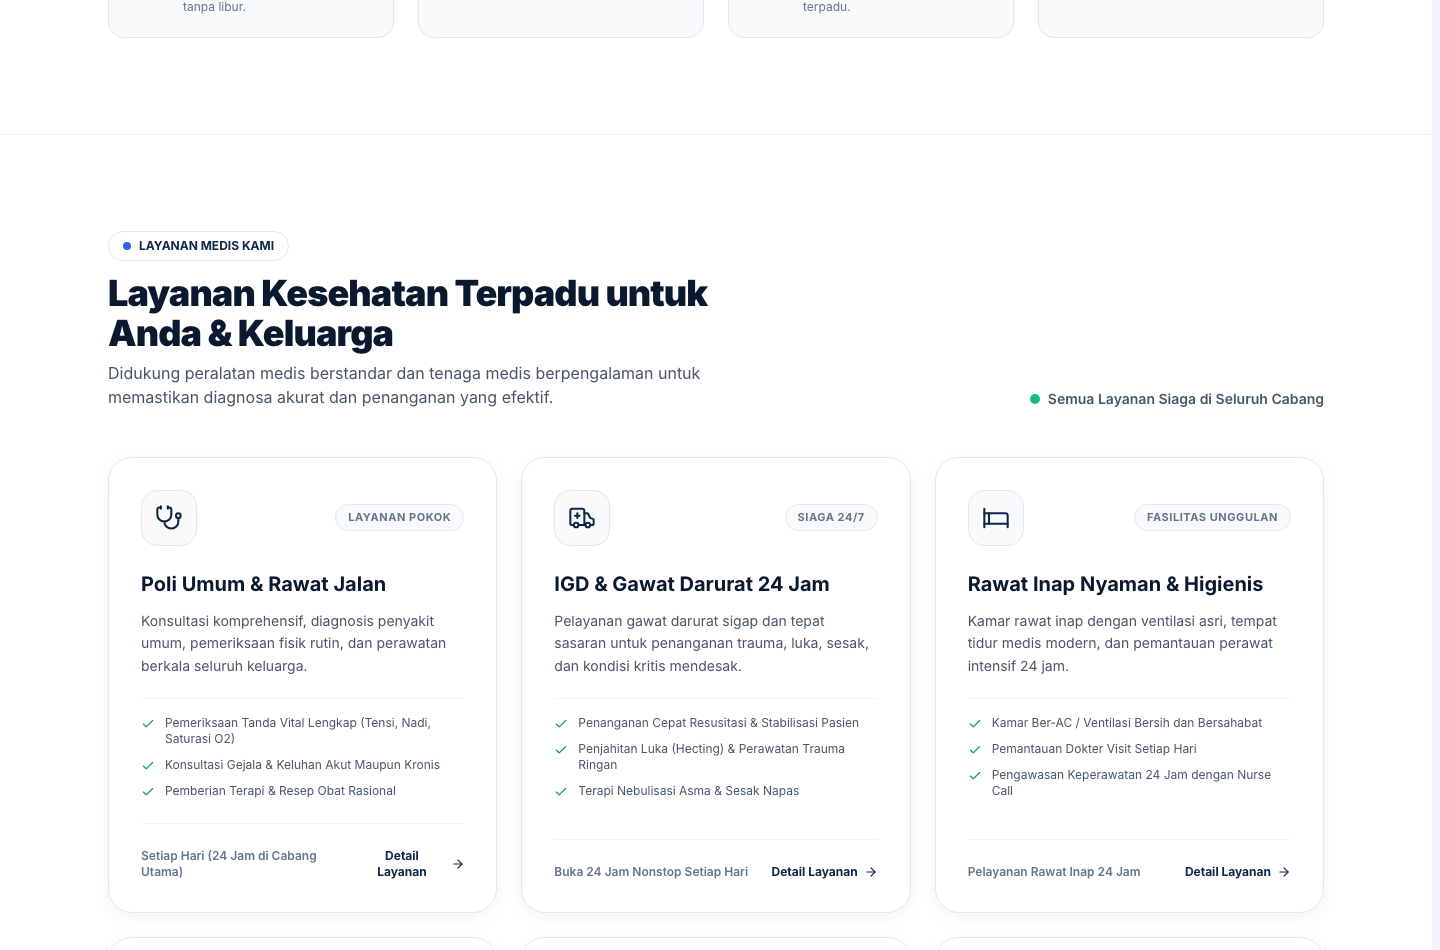 tanpa libur.
terpadu.
LAYANAN MEDIS KAMI
Layanan Kesehatan Terpadu untuk
Anda & Keluarga
Didukung peralatan medis berstandar dan tenaga medis berpengalaman untuk
memastikan diagnosa akurat dan penanganan yang efektif.
Semua Layanan Siaga di Seluruh Cabang
LAYANAN POKOK
Poli Umum & Rawat Jalan
Konsultasi komprehensif, diagnosis penyakit
umum, pemeriksaan fisik rutin, dan perawatan
berkala seluruh keluarga.
Pemeriksaan Tanda Vital Lengkap (Tensi, Nadi,
Saturasi O2)
Konsultasi Gejala & Keluhan Akut Maupun Kronis
Pemberian Terapi & Resep Obat Rasional
Setiap Hari (24 Jam di Cabang
Utama)
Detail
Layanan
SIAGA 24/7
IGD & Gawat Darurat 24 Jam
Pelayanan gawat darurat sigap dan tepat
sasaran untuk penanganan trauma, luka, sesak,
dan kondisi kritis mendesak.
Penanganan Cepat Resusitasi & Stabilisasi Pasien
Penjahitan Luka (Hecting) & Perawatan Trauma
Ringan
Terapi Nebulisasi Asma & Sesak Napas
Buka 24 Jam Nonstop Setiap Hari
Detail Layanan
FASILITAS UNGGULAN
Rawat Inap Nyaman & Higienis
Kamar rawat inap dengan ventilasi asri, tempat
tidur medis modern, dan pemantauan perawat
intensif 24 jam.
Kamar Ber-AC / Ventilasi Bersih dan Bersahabat
Pemantauan Dokter Visit Setiap Hari
Pengawasan Keperawatan 24 Jam dengan Nurse
Call
Pelayanan Rawat Inap 24 Jam
Detail Layanan